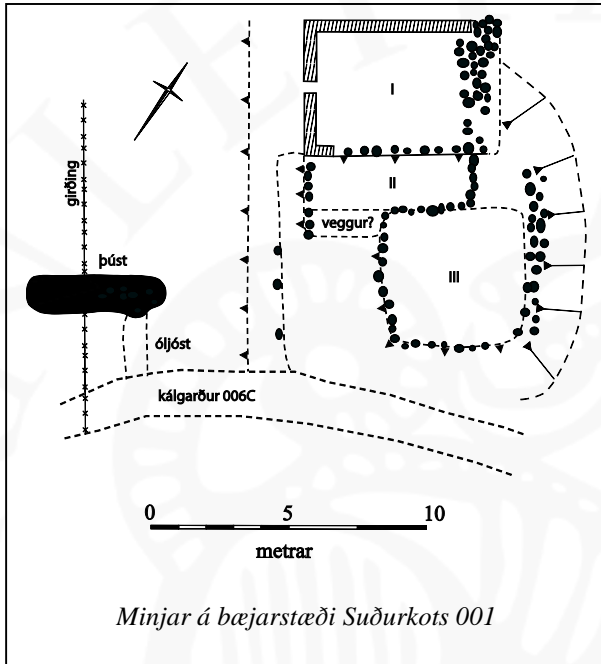 I
II
girðing
veggur?
þúst
III
óljóst
kálgarður 006C
0 5 10
metrar
Minjar á bæjarstæði Suðurkots 001